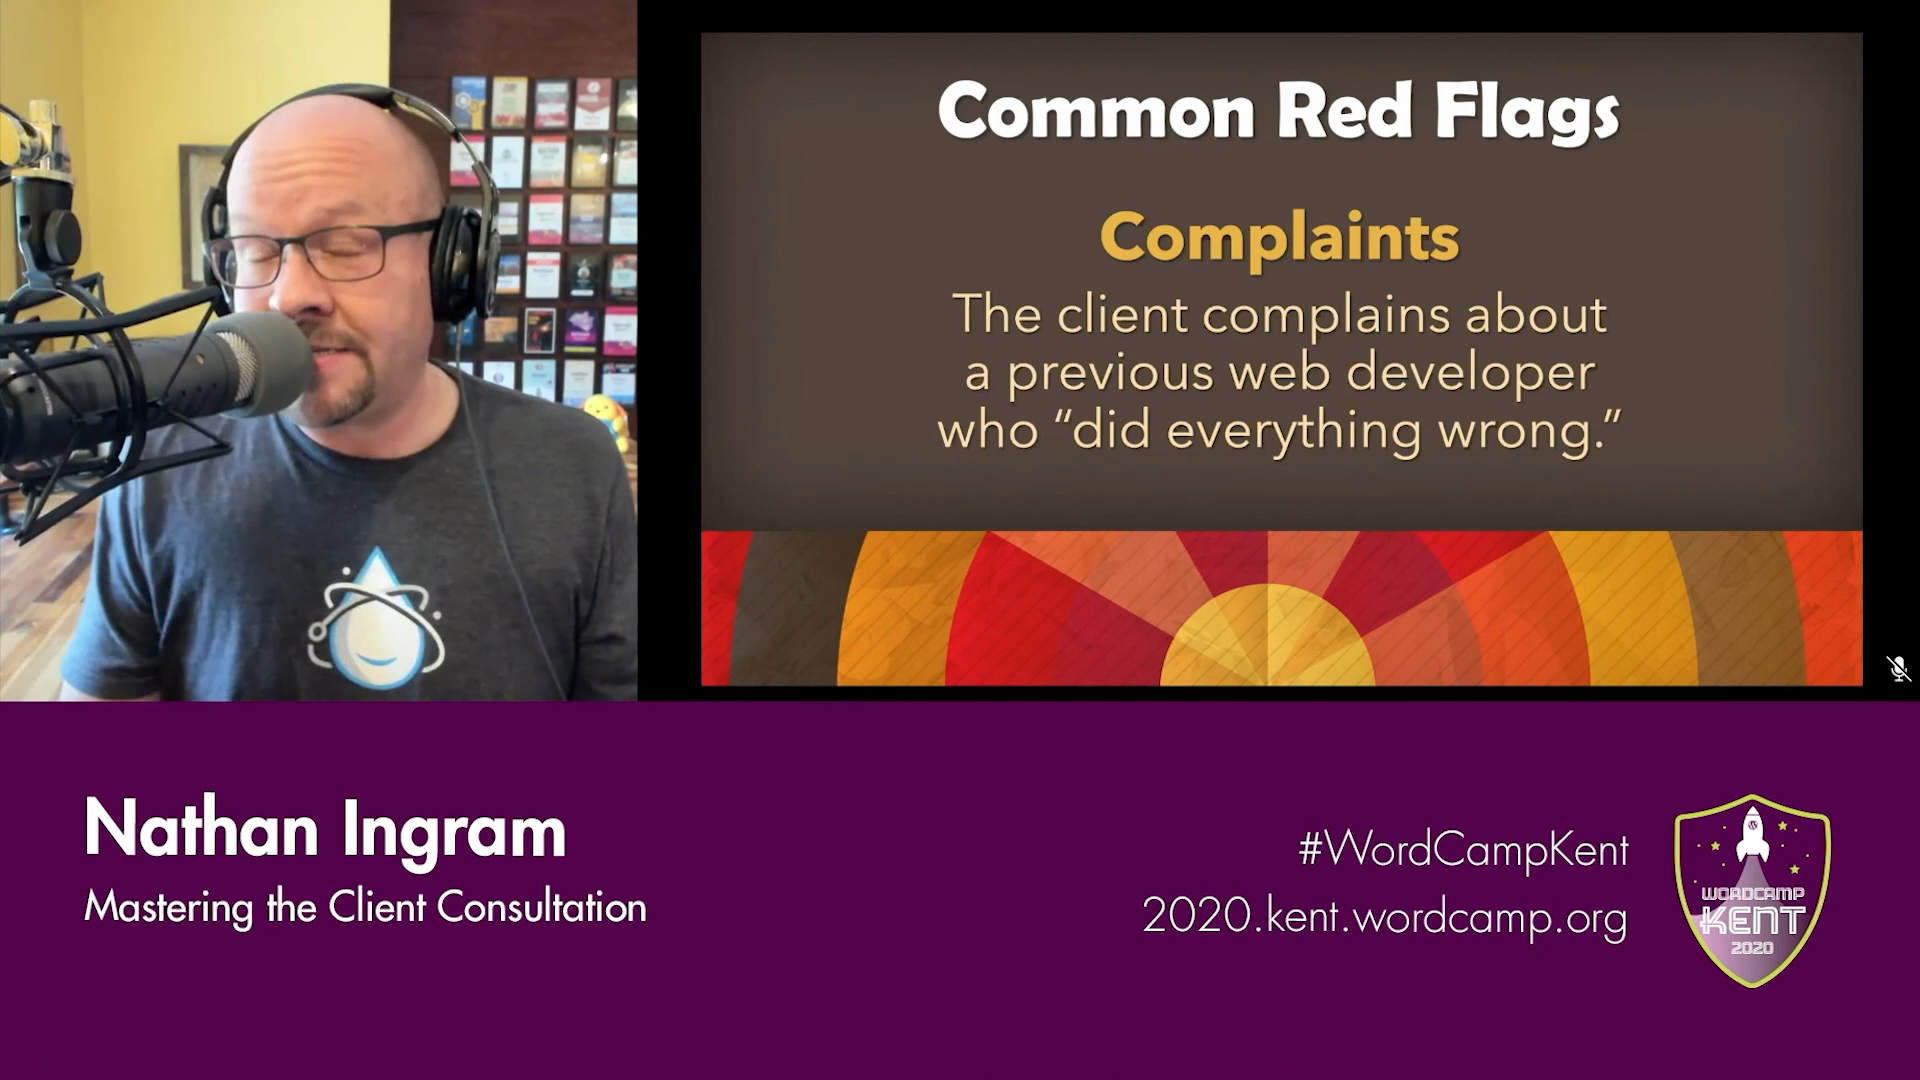 Common Red Flags
Complaints
The client complains about
a previous web developer
who “did everything wrong.”
Nathan Ingram
Mastering the Client Consultation
#WordCampKent
2020.kent.wordcamp.org
WORDCAMP
KENT
2020